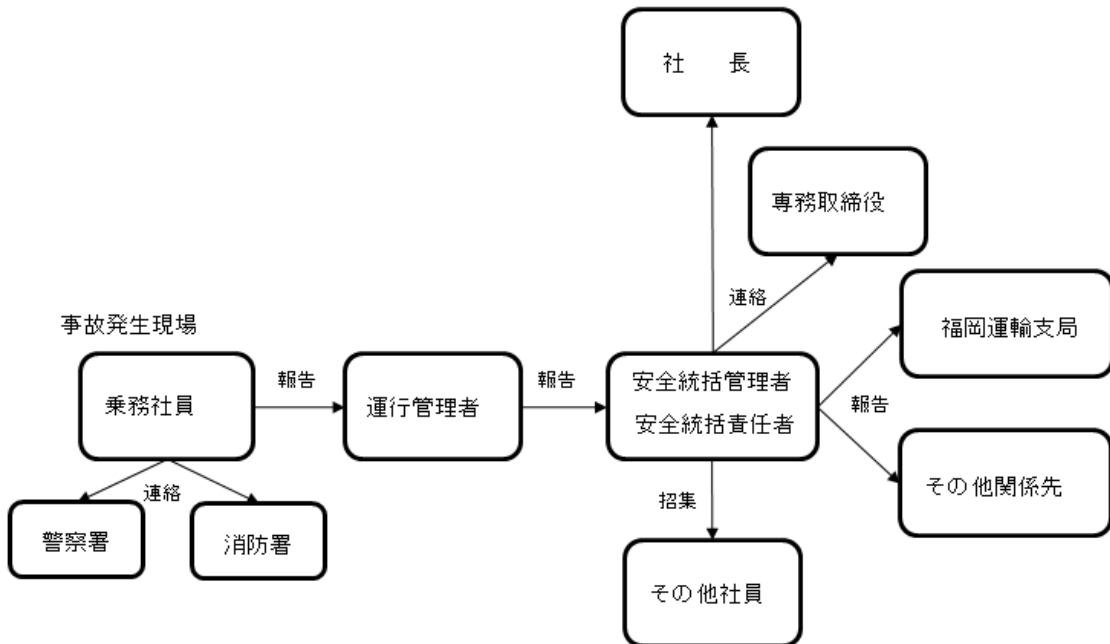 社　長
専務取締役
連絡
福岡運輸支局
事故発生現場
報告
報告
安全統括管理者
乗務社員
運行管理者
安全統括責任者
報告
連絡
招集
その他関係先
警察署
消防署
その他社員